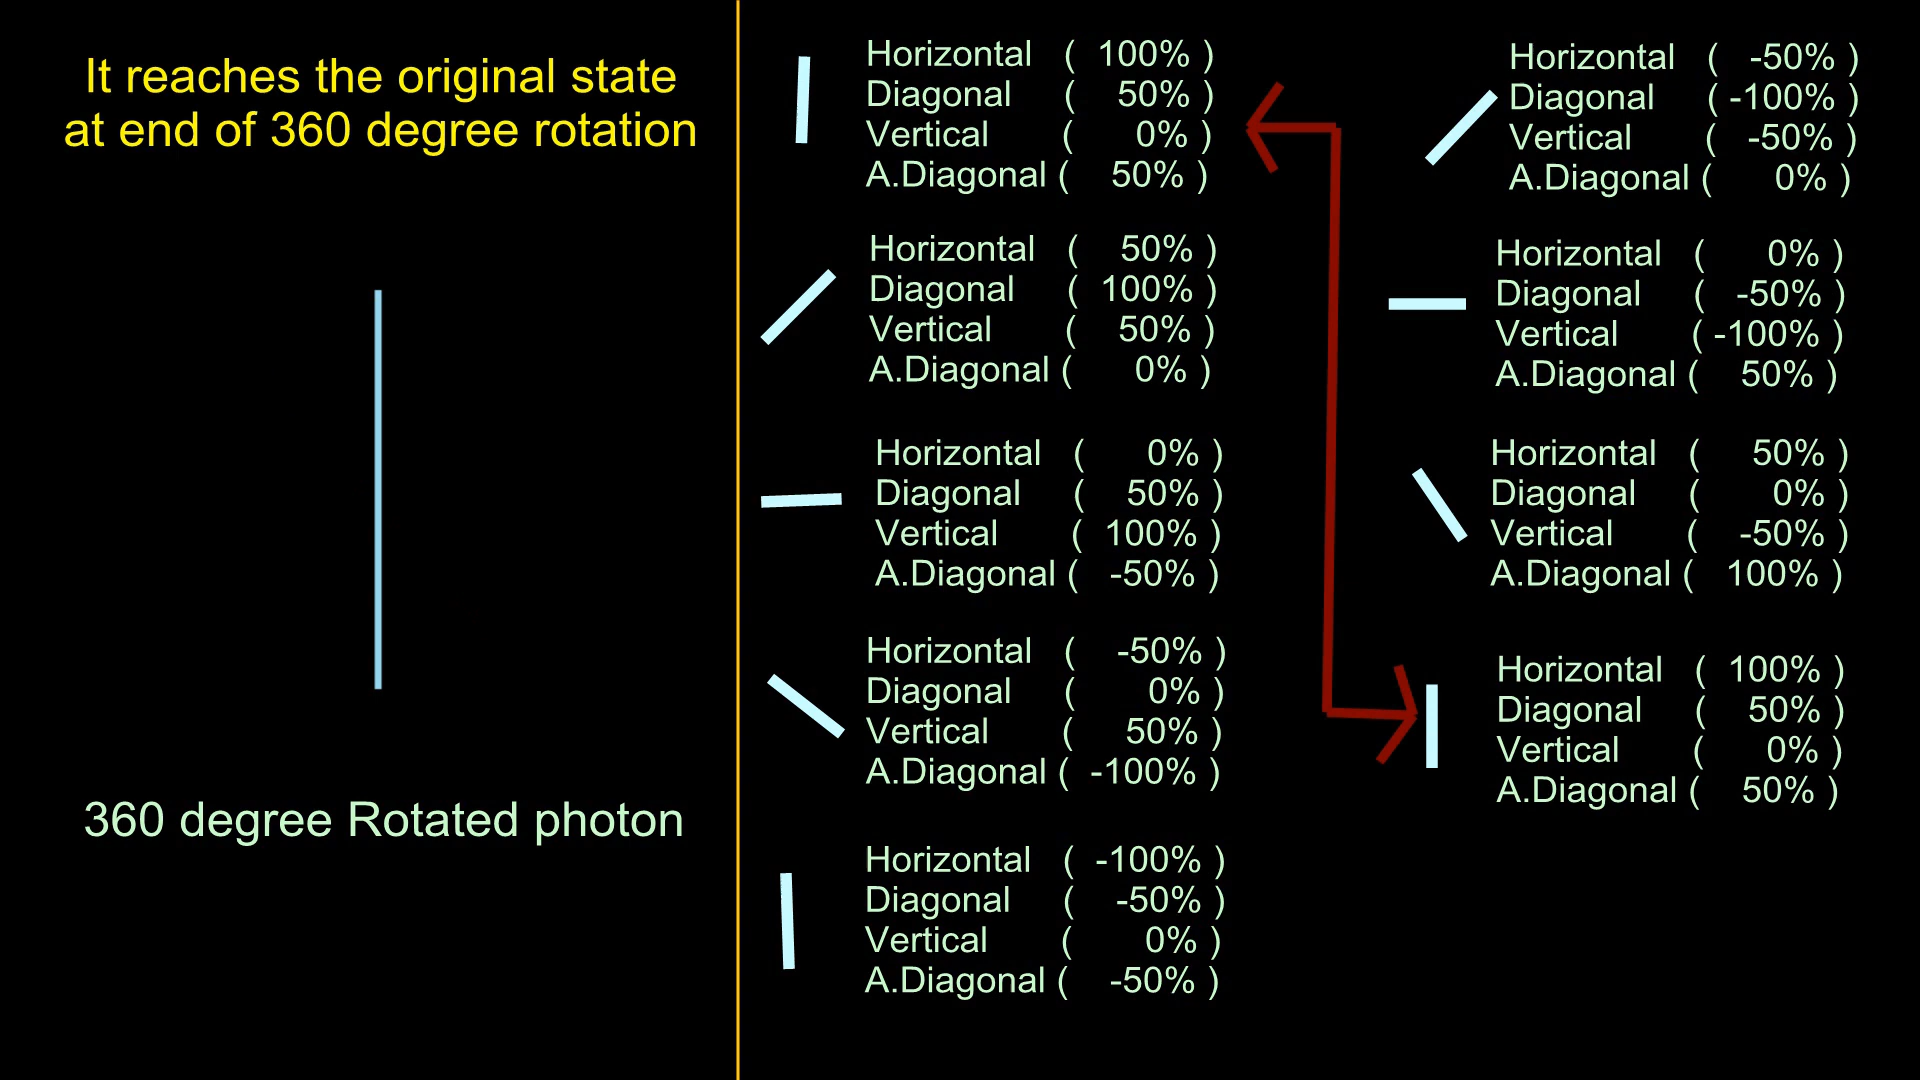 It reaches the original state
at end of 360 degree rotation
360 degree Rotated photon
Horizontal ( 100% )
Diagonal ( 50% )
Vertical ( 0% )
A.Diagonal ( 50% )
Horizontal ( 50% )
Diagonal ( 100% )
Vertical ( 50% )
A.Diagonal ( 0% )
Horizontal ( 0% )
Diagonal ( 50% )
Vertical ( 100% )
A.Diagonal ( -50% )
Horizontal ( -50% )
Diagonal ( 0% )
Vertical ( 50% )
A.Diagonal ( -100% )
Horizontal ( -100% )
Diagonal ( -50% )
Vertical ( 0% )
A.Diagonal ( -50% )
Horizontal ( -50% )
Diagonal ( -100% )
Vertical ( -50% )
A.Diagonal ( 0% )
Horizontal ( 0% )
Diagonal ( -50% )
Vertical ( -100% )
A.Diagonal ( 50% )
Horizontal ( 50% )
Diagonal ( 0% )
Vertical ( -50% )
A.Diagonal ( 100% )
Horizontal ( 100% )
Diagonal ( 50% )
Vertical ( 0% )
A.Diagonal ( 50% )